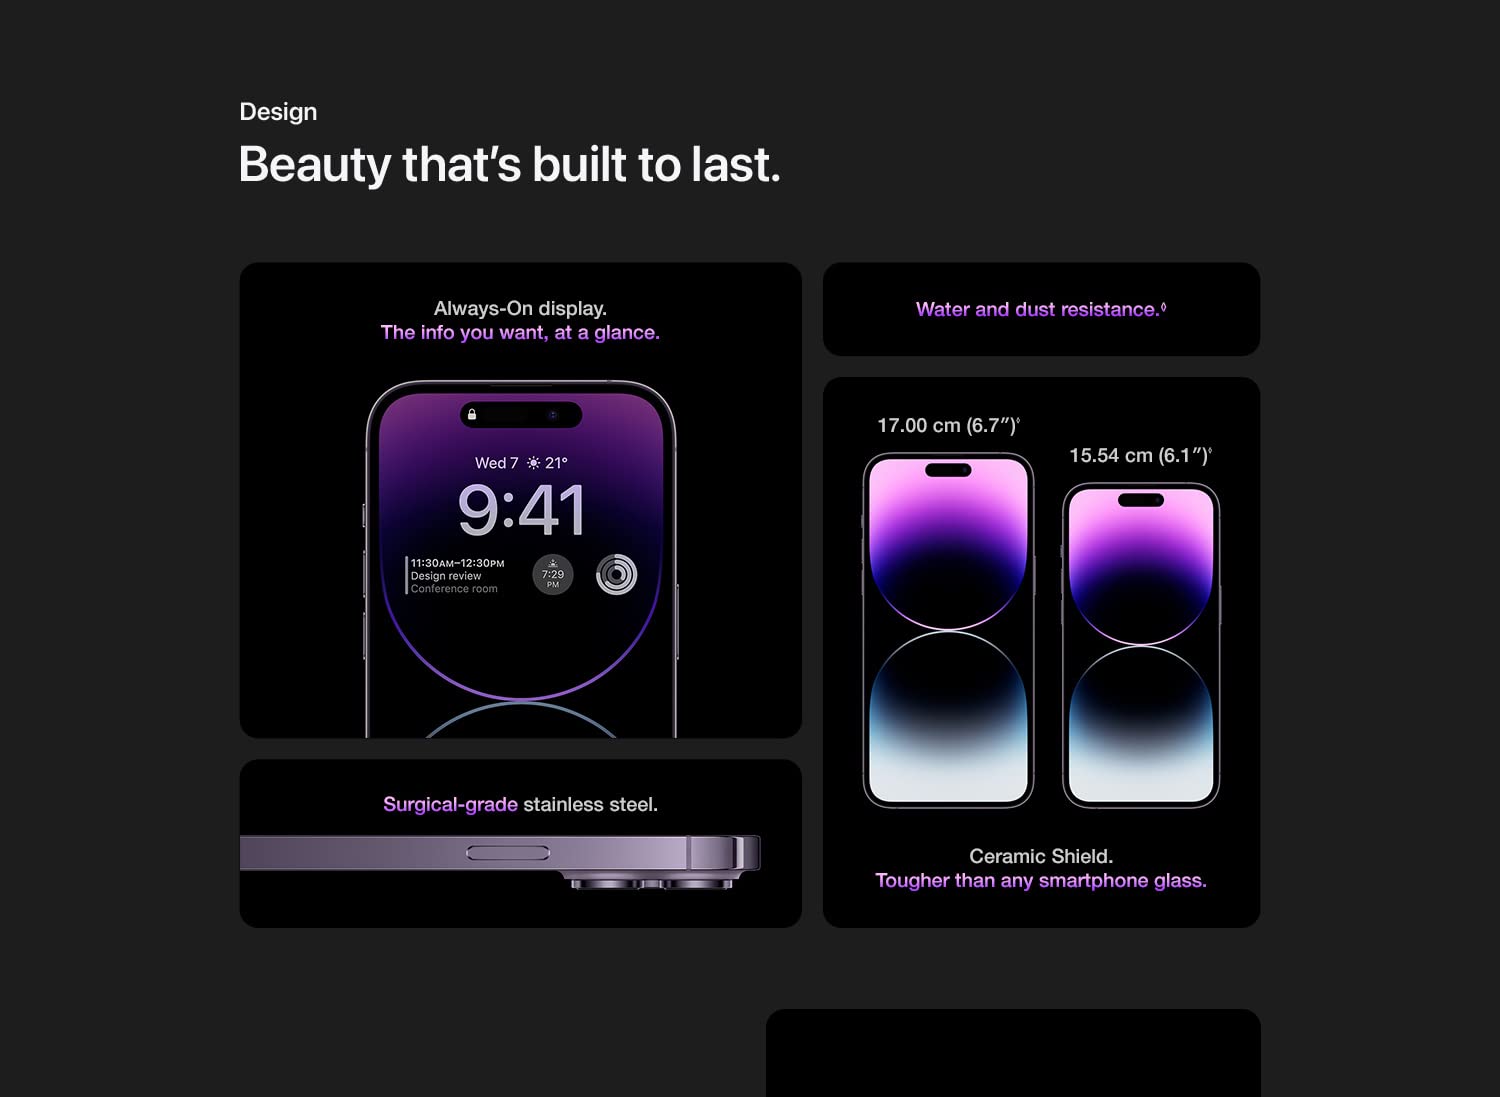 Design
Beauty that’s built to last.
Always-On display.
The info you want, at a glance.
Wed 7 21°
9:41
11:30AM–12:30PM
Design review
Conference room
7:29
PM
Surgical-grade stainless steel.
Water and dust resistance.◊
17.00 cm (6.7″)◊
15.54 cm (6.1″)◊
Ceramic Shield.
Tougher than any smartphone glass.